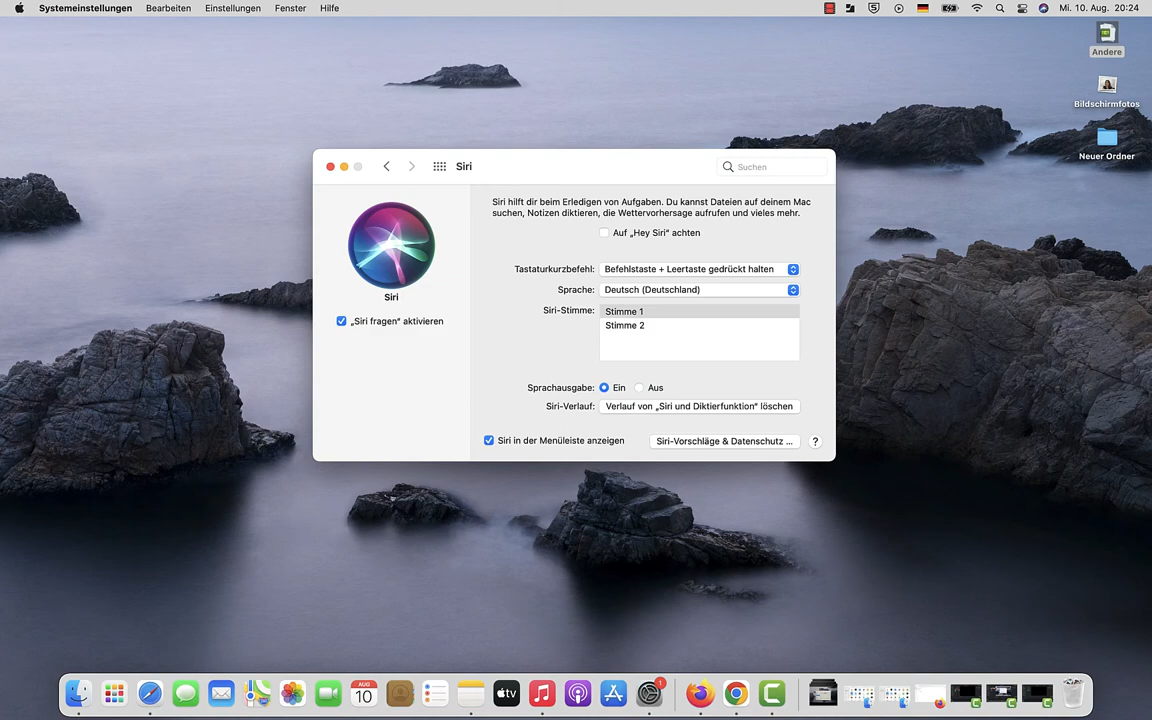 Systemeinstellungen Bearbeiten Einstellungen Fenster Hilfe Mi. 10. Aug. 20:24
Andere
Bildschirmfotos
Neuer Ordner
Siri
Suchen
Siri hilft dir beim Erledigen von Aufgaben. Du kannst Dateien auf deinem Mac
suchen, Notizen diktieren, die Wettervorhersage aufrufen und vieles mehr.
Auf „Hey Siri“ achten
Siri
„Siri fragen“ aktivieren
Tastaturkurzbefehl: Befehlstaste + Leertaste gedrückt halten
Sprache: Deutsch (Deutschland)
Siri-Stimme: Stimme 1
Stimme 2
Sprachausgabe: Ein Aus
Siri-Verlauf: Verlauf von „Siri und Diktierfunktion“ löschen
Siri in der Menüleiste anzeigen Siri-Vorschläge & Datenschutz ... ?
AUG
10
tv
1